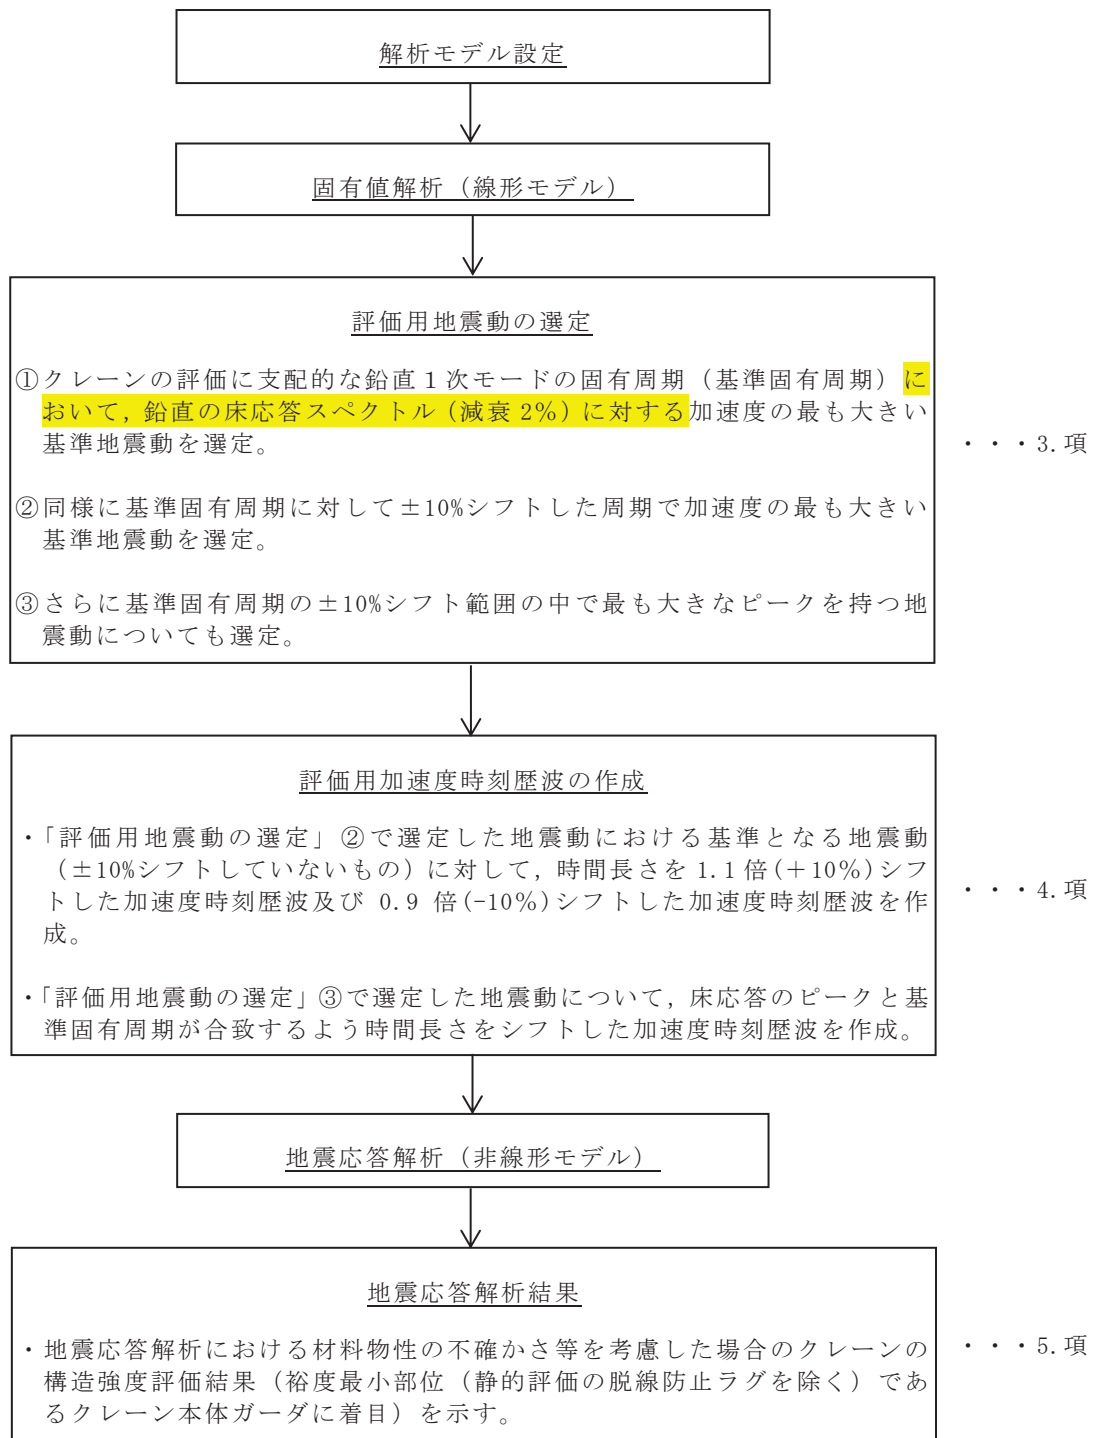 解析モデル設定
固有値解析（線形モデル）
評価用地震動の選定
①クレーンの評価に支配的な鉛直１次モードの固有周期（基準固有周期）に
おいて，鉛直の床応答スペクトル（減衰 2%）に対する加速度の最も大きい
基準地震動を選定。
②同様に基準固有周期に対して±10%シフトした周期で加速度の最も大きい
基準地震動を選定。
③さらに基準固有周期の±10%シフト範囲の中で最も大きなピークを持つ地
震動についても選定。
・・・3.項
評価用加速度時刻歴波の作成
・「評価用地震動の選定」②で選定した地震動における基準となる地震動
（±10%シフトしていないもの）に対して，時間長さを 1.1 倍(＋10％)シフ
トした加速度時刻歴波及び 0.9 倍(-10％)シフトした加速度時刻歴波を作
成。
・「評価用地震動の選定」③で選定した地震動について，床応答のピークと基
準固有周期が合致するよう時間長さをシフトした加速度時刻歴波を作成。
・・・4.項
地震応答解析（非線形モデル）
地震応答解析結果
・地震応答解析における材料物性の不確かさ等を考慮した場合のクレーンの
構造強度評価結果（裕度最小部位（静的評価の脱線防止ラグを除く）であ
るクレーン本体ガーダに着目）を示す。
・・・5.項